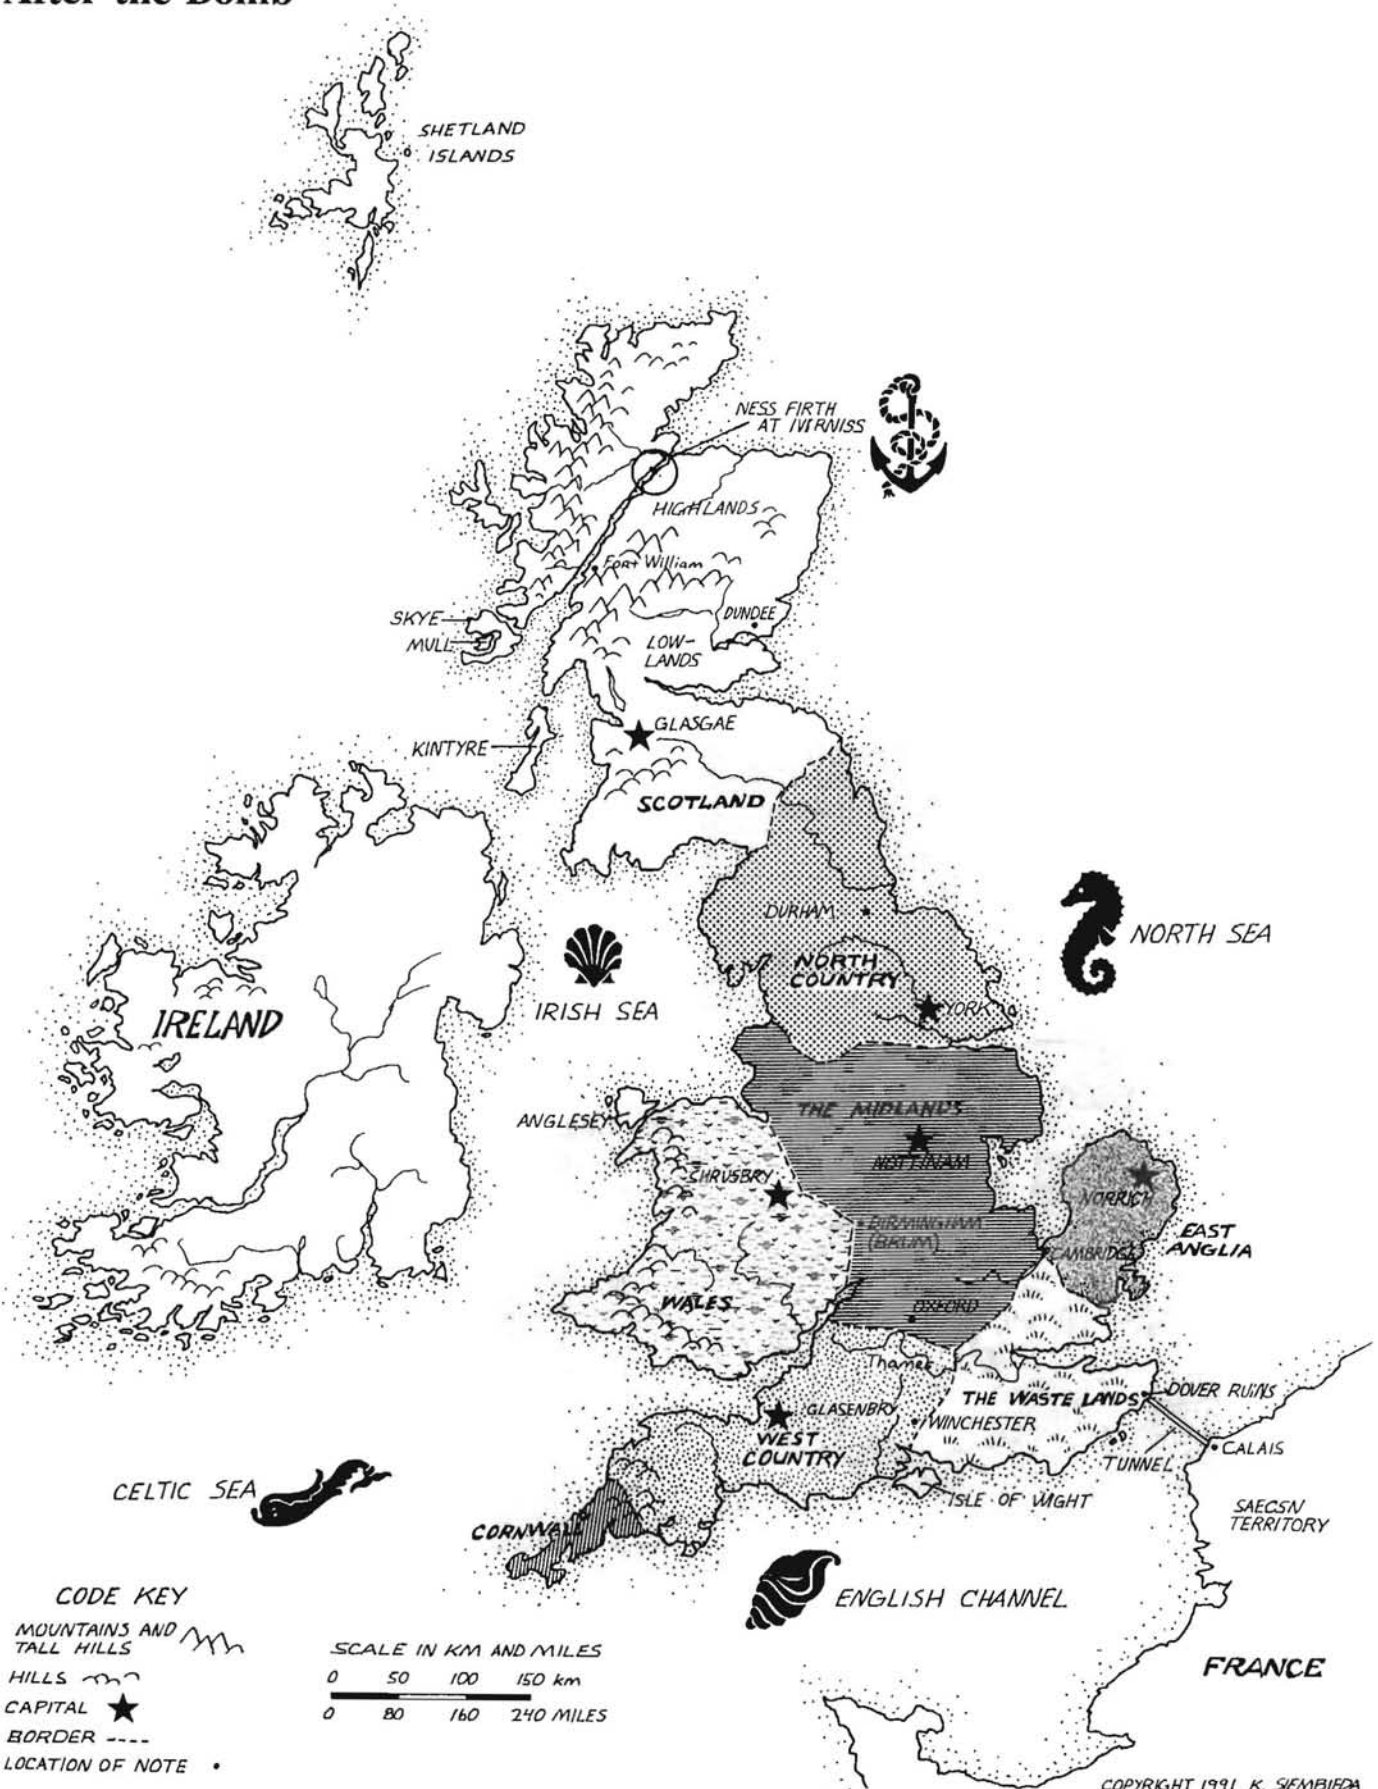 After the Bomb
SHETLAND
ISLANDS
NESS FIRTH
AT IVERNISS
HIGHLANDS
Fort William
SKYE
MULL
DUNDEE
LOW-
LANDS
GLASGAE
KINTYRE
SCOTLAND
DURHAM
NORTH
COUNTRY
YORK
NORTH SEA
IRISH SEA
IRELAND
ANGLESEY
THE MIDLANDS
NOTTINAM
SHRUSBRY
NORRICH
BIRMINGHAM
(BRUM)
EAST
ANGLIA
CAMBRIDGE
WALES
OXFORD
Thames
THE WASTE LANDS
DOVER RUINS
GLASENBRY
WINCHESTER
WEST
COUNTRY
TUNNEL
CALAIS
ISLE OF WIGHT
CELTIC SEA
CORNWALL
SAECSN
TERRITORY
ENGLISH CHANNEL
FRANCE
CODE KEY
MOUNTAINS AND
TALL HILLS
HILLS
CAPITAL
BORDER ----
LOCATION OF NOTE •
SCALE IN KM AND MILES
0 50 100 150 km
0 80 160 240 MILES
COPYRIGHT 1991 K. SIEMBIEDA